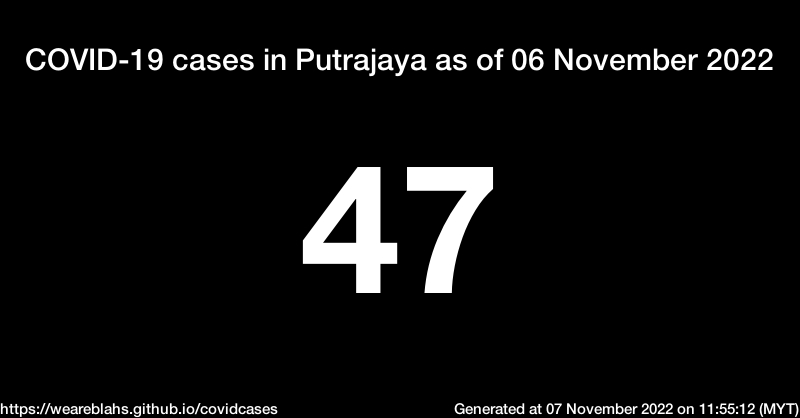 COVID-19 cases in Putrajaya as of 06 November 2022
47
https://weareblahs.github.io/covidcases
Generated at 07 November 2022 on 11:55:12 (MYT)